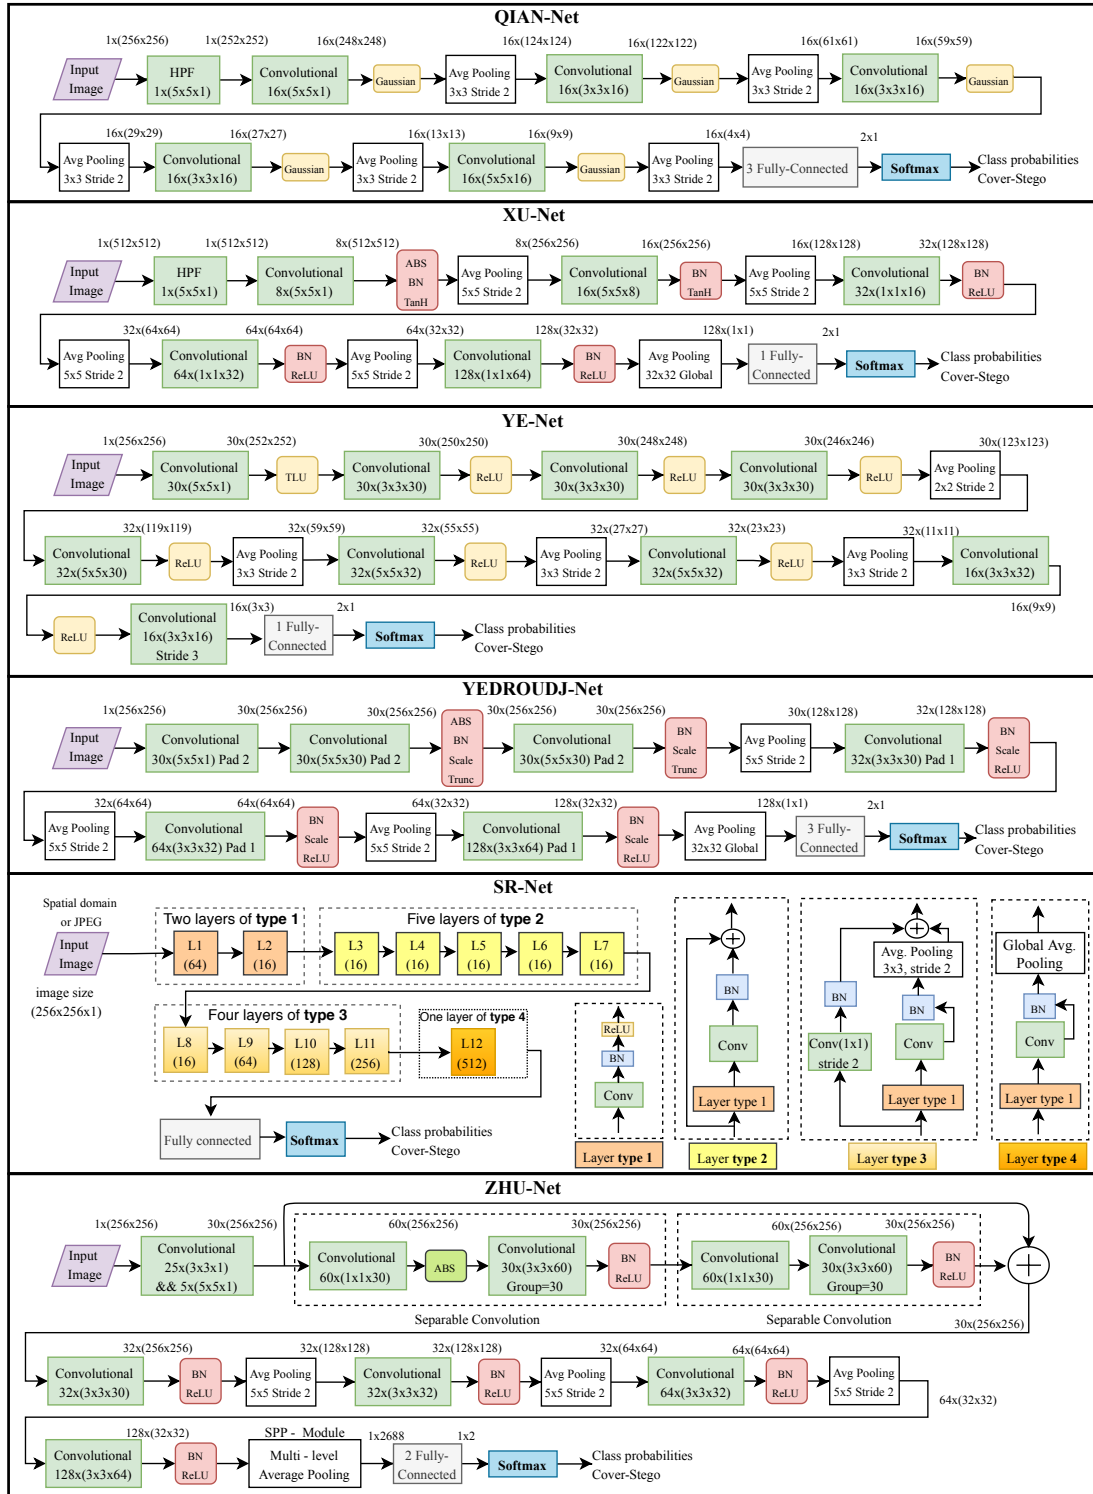 QIAN-Net
1x(256x256) 1x(252x252) 16x(248x248) 16x(124x124) 16x(122x122) 16x(61x61) 16x(59x59)
Input Image
HPF 1x(5x5x1)
Convolutional 16x(5x5x1)
Gaussian
Avg Pooling 3x3 Stride 2
Convolutional 16x(3x3x16)
Gaussian
Avg Pooling 3x3 Stride 2
Convolutional 16x(3x3x16)
Gaussian
16x(29x29) 16x(27x27) 16x(13x13) 16x(9x9) 16x(4x4) 2x1
Avg Pooling 3x3 Stride 2
Convolutional 16x(3x3x16)
Gaussian
Avg Pooling 3x3 Stride 2
Convolutional 16x(5x5x16)
Gaussian
Avg Pooling 3x3 Stride 2
3 Fully-Connected
Softmax
Class probabilities
Cover-Stego
XU-Net
1x(512x512) 1x(512x512) 8x(512x512) 8x(256x256) 16x(256x256) 16x(128x128) 32x(128x128)
Input Image
HPF 1x(5x5x1)
Convolutional 8x(5x5x1)
ABS BN TanH
Avg Pooling 5x5 Stride 2
Convolutional 16x(5x5x8)
BN TanH
Avg Pooling 5x5 Stride 2
Convolutional 32x(1x1x16)
BN ReLU
32x(64x64) 64x(64x64) 64x(32x32) 128x(32x32) 128x(1x1) 2x1
Avg Pooling 5x5 Stride 2
Convolutional 64x(1x1x32)
BN ReLU
Avg Pooling 5x5 Stride 2
Convolutional 128x(1x1x64)
BN ReLU
Avg Pooling 32x32 Global
1 Fully-Connected
Softmax
Class probabilities
Cover-Stego
YE-Net
1x(256x256) 30x(252x252) 30x(250x250) 30x(248x248) 30x(246x246) 30x(123x123)
Input Image
Convolutional 30x(5x5x1)
TLU
Convolutional 30x(3x3x30)
ReLU
Convolutional 30x(3x3x30)
ReLU
Convolutional 30x(3x3x30)
ReLU
Avg Pooling 2x2 Stride 2
32x(119x119) 32x(59x59) 32x(55x55) 32x(27x27) 32x(23x23) 32x(11x11)
Convolutional 32x(5x5x30)
ReLU
Avg Pooling 3x3 Stride 2
Convolutional 32x(5x5x32)
ReLU
Avg Pooling 3x3 Stride 2
Convolutional 32x(5x5x32)
ReLU
Avg Pooling 3x3 Stride 2
Convolutional 16x(3x3x32)
16x(9x9)
ReLU
Convolutional 16x(3x3x16) Stride 3
16x(3x3)
1 Fully-Connected
2x1
Softmax
Class probabilities
Cover-Stego
YEDROUDJ-Net
1x(256x256) 30x(256x256) 30x(256x256) 30x(256x256) 30x(256x256) 30x(128x128) 32x(128x128)
Input Image
Convolutional 30x(5x5x1) Pad 2
Convolutional 30x(5x5x30) Pad 2
ABS BN Scale Trunc
Convolutional 30x(5x5x30) Pad 2
BN Scale Trunc
Avg Pooling 5x5 Stride 2
Convolutional 32x(3x3x30) Pad 1
BN Scale ReLU
32x(64x64) 64x(64x64) 64x(32x32) 128x(32x32) 128x(1x1) 2x1
Avg Pooling 5x5 Stride 2
Convolutional 64x(3x3x32) Pad 1
BN Scale ReLU
Avg Pooling 5x5 Stride 2
Convolutional 128x(3x3x64) Pad 1
BN Scale ReLU
Avg Pooling 32x32 Global
3 Fully-Connected
Softmax
Class probabilities
Cover-Stego
SR-Net
Spatial domain
or JPEG
Input Image
image size
(256x256x1)
Two layers of type 1
L1 (64)
L2 (16)
Five layers of type 2
L3 (16)
L4 (16)
L5 (16)
L6 (16)
L7 (16)
Four layers of type 3
L8 (16)
L9 (64)
L10 (128)
L11 (256)
One layer of type 4
L12 (512)
Fully connected
Softmax
Class probabilities
Cover-Stego
ReLU
BN
Conv
Layer type 1
+
BN
Conv
Layer type 1
Layer type 2
+
Avg. Pooling 3x3, stride 2
BN
BN
Conv(1x1) stride 2
Conv
Layer type 1
Layer type 3
Global Avg. Pooling
BN
Conv
Layer type 1
Layer type 4
ZHU-Net
1x(256x256) 30x(256x256) 60x(256x256) 30x(256x256) 60x(256x256) 30x(256x256)
Input Image
Convolutional 25x(3x3x1) && 5x(5x5x1)
Convolutional 60x(1x1x30)
ABS
Convolutional 30x(3x3x60) Group=30
BN ReLU
Convolutional 60x(1x1x30)
Convolutional 30x(3x3x60) Group=30
BN ReLU
+
Separable Convolution
Separable Convolution
30x(256x256)
32x(256x256) 32x(128x128) 32x(128x128) 32x(64x64) 64x(64x64)
Convolutional 32x(3x3x30)
BN ReLU
Avg Pooling 5x5 Stride 2
Convolutional 32x(3x3x32)
BN ReLU
Avg Pooling 5x5 Stride 2
Convolutional 64x(3x3x32)
BN ReLU
Avg Pooling 5x5 Stride 2
64x(32x32)
128x(32x32)
Convolutional 128x(3x3x64)
BN ReLU
SPP - Module
Multi - level Average Pooling
1x2688
2 Fully-Connected
1x2
Softmax
Class probabilities
Cover-Stego